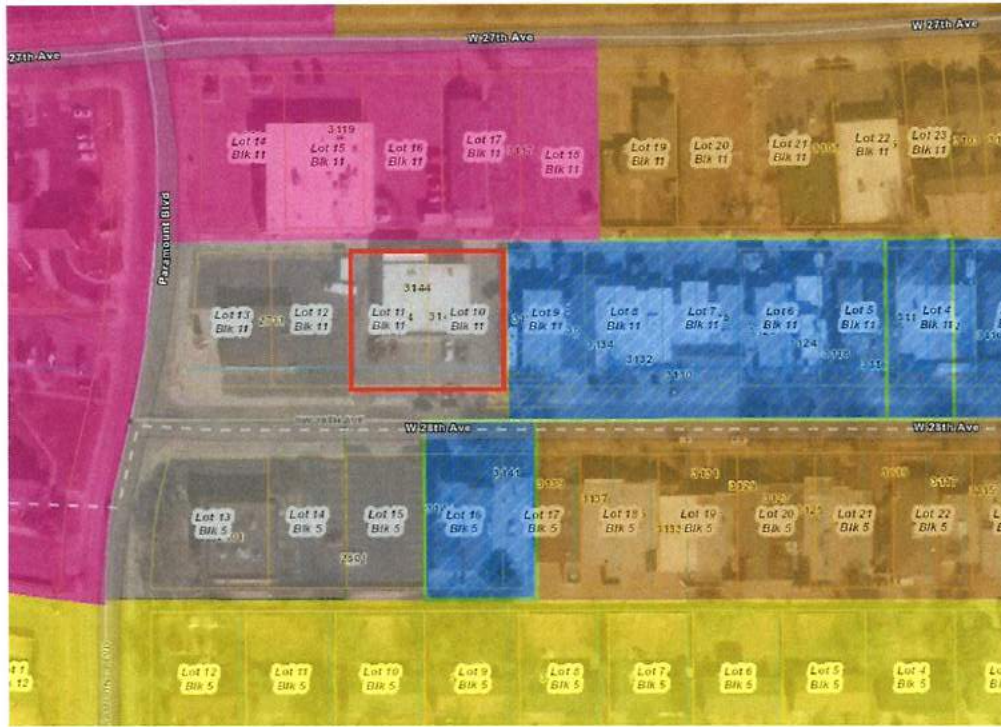 W 27th Ave
W 27th Ave
27th Ave
3119
Lot 14
Blk 11
Lot 15
Blk 11
Lot 16
Blk 11
Lot 17
Blk 11
Lot 18
Blk 11
Lot 19
Blk 11
Lot 20
Blk 11
Lot 21
Blk 11
Lot 22
Blk 11
Lot 23
Blk 11
Paramount Blvd
3144
Lot 13
Blk 11
Lot 12
Blk 11
Lot 11
Blk 11
Lot 10
Blk 11
Lot 9
Blk 11
Lot 8
Blk 11
Lot 7
Blk 11
Lot 6
Blk 11
Lot 5
Blk 11
Lot 4
Blk 11
3134
3132
3130
W 28th Ave
W 28th Ave
3141
3137
3131
3129
Lot 13
Blk 5
Lot 14
Blk 5
Lot 15
Blk 5
Lot 16
Blk 5
Lot 17
Blk 5
Lot 18
Blk 5
Lot 19
Blk 5
Lot 20
Blk 5
Lot 21
Blk 5
Lot 22
Blk 5
Lot 12
Blk 5
Lot 11
Blk 5
Lot 10
Blk 5
Lot 9
Blk 5
Lot 8
Blk 5
Lot 7
Blk 5
Lot 6
Blk 5
Lot 5
Blk 5
Lot 4
Blk 5